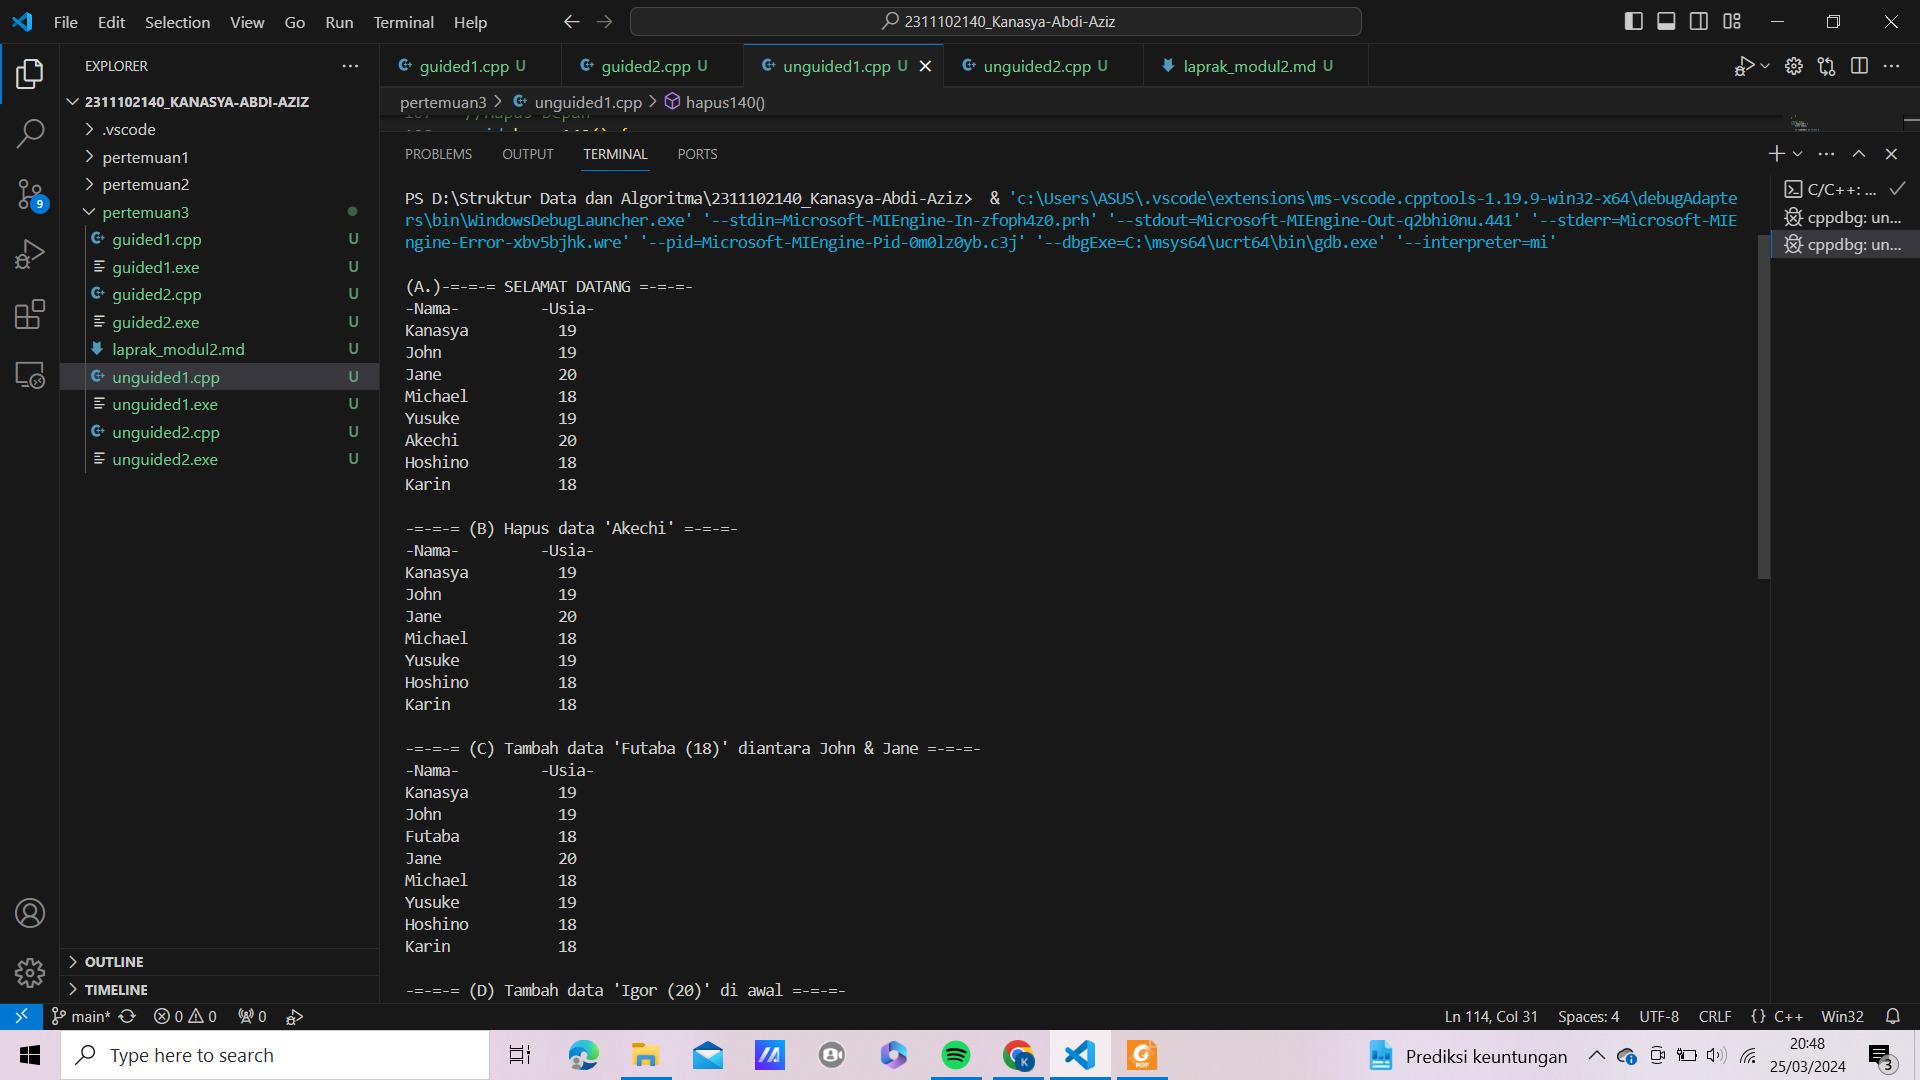 File Edit Selection View Go Run Terminal Help
2311102140_Kanasya-Abdi-Aziz
EXPLORER
2311102140_KANASYA-ABDI-AZIZ
.vscode
pertemuan1
pertemuan2
pertemuan3
guided1.cpp U
guided1.exe U
guided2.cpp U
guided2.exe U
laprak_modul2.md U
unguided1.cpp U
unguided1.exe U
unguided2.cpp U
unguided2.exe U
9
OUTLINE
TIMELINE
guided1.cpp U guided2.cpp U unguided1.cpp U unguided2.cpp U laprak_modul2.md U
pertemuan3 > unguided1.cpp > hapus140()
PROBLEMS OUTPUT TERMINAL PORTS
PS D:\Struktur Data dan Algoritma\2311102140_Kanasya-Abdi-Aziz> & 'c:\Users\ASUS\.vscode\extensions\ms-vscode.cpptools-1.19.9-win32-x64\debugAdapte
rs\bin\WindowsDebugLauncher.exe' '--stdin=Microsoft-MIEngine-In-zfoph4z0.prh' '--stdout=Microsoft-MIEngine-Out-q2bhi0nu.441' '--stderr=Microsoft-MIE
ngine-Error-xbv5bjhk.wre' '--pid=Microsoft-MIEngine-Pid-0m0lz0yb.c3j' '--dbgExe=C:\msys64\ucrt64\bin\gdb.exe' '--interpreter=mi'
(A.)-=-=-= SELAMAT DATANG =-=-=-
-Nama- -Usia-
Kanasya 19
John 19
Jane 20
Michael 18
Yusuke 19
Akechi 20
Hoshino 18
Karin 18
-=-=-= (B) Hapus data 'Akechi' =-=-=-
-Nama- -Usia-
Kanasya 19
John 19
Jane 20
Michael 18
Yusuke 19
Hoshino 18
Karin 18
-=-=-= (C) Tambah data 'Futaba (18)' diantara John & Jane =-=-=-
-Nama- -Usia-
Kanasya 19
John 19
Futaba 18
Jane 20
Michael 18
Yusuke 19
Hoshino 18
Karin 18
-=-=-= (D) Tambah data 'Igor (20)' di awal =-=-=-
C/C++: ...
cppdbg: un...
cppdbg: un...
main* 0 0 0 Ln 114, Col 31 Spaces: 4 UTF-8 CRLF {} C++ Win32
Type here to search
Prediksi keuntungan
20:48
25/03/2024
3